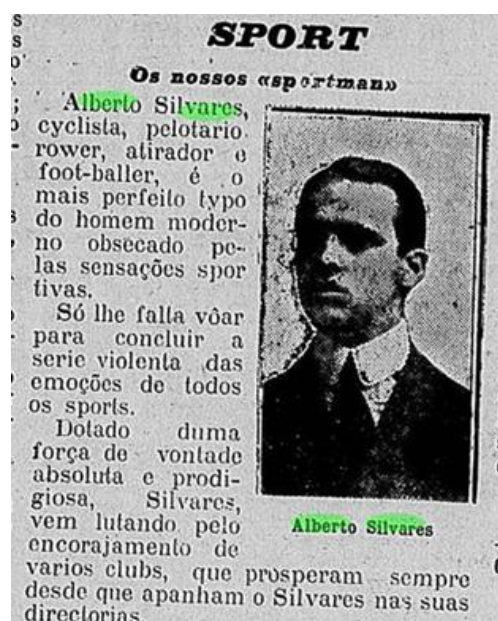 SPORT
Os nossos «sportman»
Alberto Silvares,
cyclista, pelotario
rower, atirador e
foot-baller, é o
mais perfeito typo
do homem moder-
no obsecado pe-
las sensações spor
tivas.
Só lhe falta vôar
para concluir a
serie violenta das
emoções de todos
os sports.
Dotado duma
força de vontade
absoluta e prodi-
giosa, Silvares,
vem lutando pelo
encorajamento de
varios clubs, que prosperam sempre
desde que apanham o Silvares nas suas
directorias.
Alberto Silvares